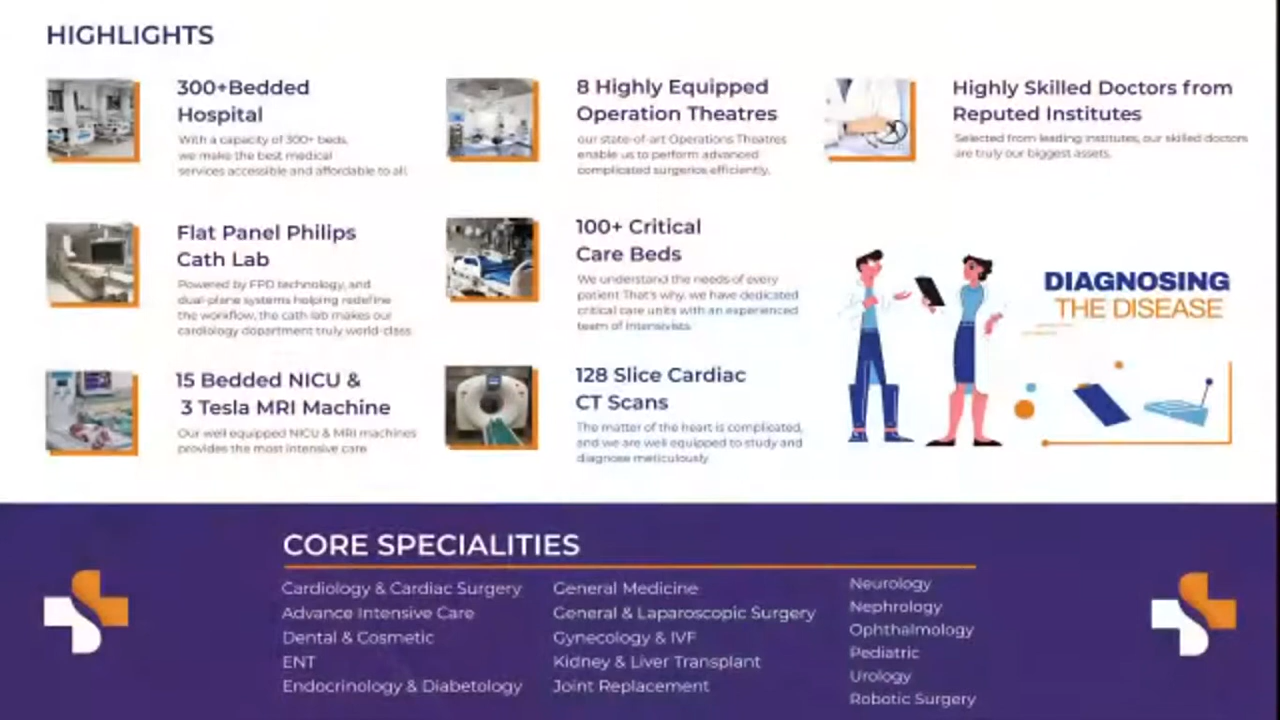 HIGHLIGHTS
300+Bedded
Hospital
With a capacity of 300+ beds,
we make the best medical
services accessible and affordable to all.
8 Highly Equipped
Operation Theatres
our state-of-art Operations Theatres
enable us to perform advanced
complicated surgeries efficiently.
Highly Skilled Doctors from
Reputed Institutes
Selected from leading institutes, our skilled doctors
are truly our biggest assets.
Flat Panel Philips
Cath Lab
Powered by FPD technology, and
dual-plane systems helping redefine
the workflow, the cath lab makes our
cardiology department truly world-class
100+ Critical
Care Beds
We understand the needs of every
patient That's why, we have dedicated
critical care units with an experienced
team of intensivists.
DIAGNOSING
THE DISEASE
15 Bedded NICU &
3 Tesla MRI Machine
Our well equipped NICU & MRI machines
provides the most intensive care
128 Slice Cardiac
CT Scans
The matter of the heart is complicated,
and we are well equipped to study and
diagnose meticulously.
CORE SPECIALITIES
Cardiology & Cardiac Surgery
Advance Intensive Care
Dental & Cosmetic
ENT
Endocrinology & Diabetology
General Medicine
General & Laparoscopic Surgery
Gynecology & IVF
Kidney & Liver Transplant
Joint Replacement
Neurology
Nephrology
Ophthalmology
Pediatric
Urology
Robotic Surgery